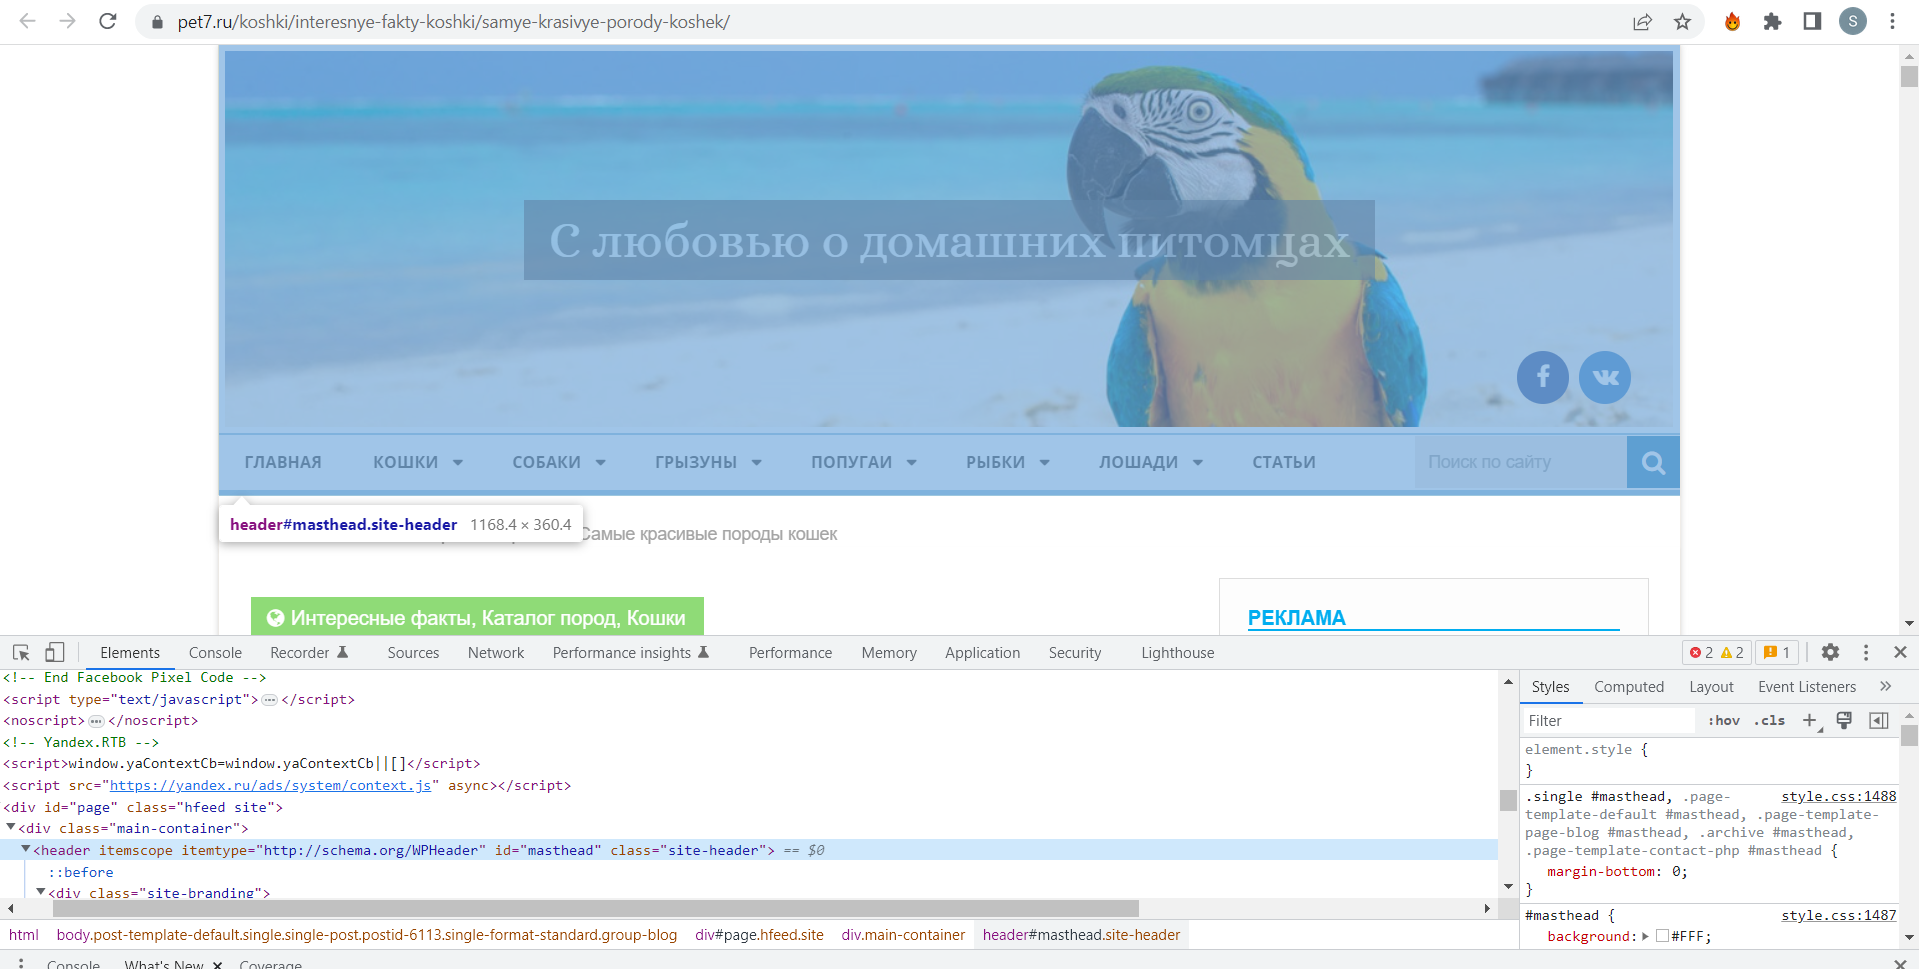 pet7.ru/koshki/interesnye-fakty-koshki/samye-krasivye-porody-koshek/
S
С любовью о домашних питомцах
ГЛАВНАЯ КОШКИ СОБАКИ ГРЫЗУНЫ ПОПУГАИ РЫБКИ ЛОШАДИ СТАТЬИ Поиск по сайту
header#masthead.site-header 1168.4 × 360.4
Самые красивые породы кошек
Интересные факты, Каталог пород, Кошки
РЕКЛАМА
Elements Console Recorder Sources Network Performance insights Performance Memory Application Security Lighthouse 2 2 1
<!-- End Facebook Pixel Code -->
<script type="text/javascript">…</script>
<noscript>…</noscript>
<!-- Yandex.RTB -->
<script>window.yaContextCb=window.yaContextCb||[]</script>
<script src="https://yandex.ru/ads/system/context.js" async></script>
<div id="page" class="hfeed site">
<div class="main-container">
<header itemscope itemtype="http://schema.org/WPHeader" id="masthead" class="site-header"> == $0
::before
<div class="site-branding">
html body.post-template-default.single.single-post.postid-6113.single-format-standard.group-blog div#page.hfeed.site div.main-container header#masthead.site-header
Styles Computed Layout Event Listeners »
Filter :hov .cls +
element.style {
}
.single #masthead, .page- style.css:1488
template-default #masthead, .page-template-
page-blog #masthead, .archive #masthead,
.page-template-contact-php #masthead {
margin-bottom: 0;
}
#masthead { style.css:1487
background: #FFF;
Console What's New Coverage